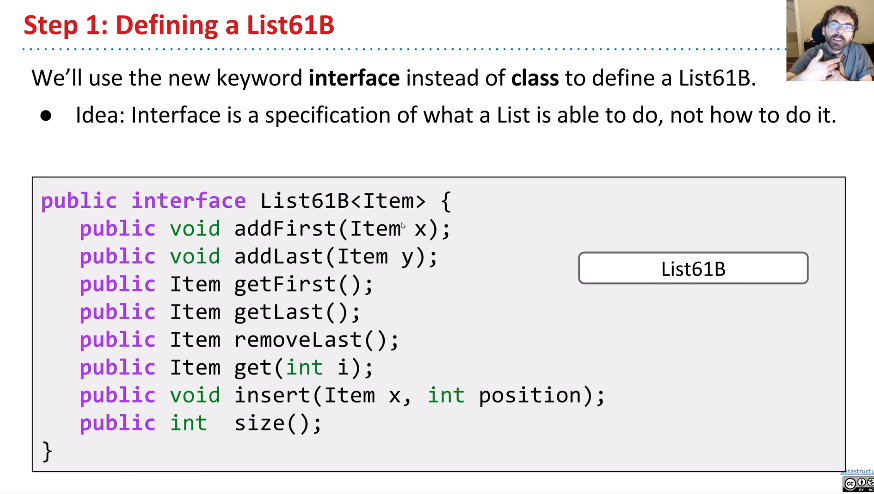 Step 1: Defining a List61B
We'll use the new keyword interface instead of class to define a List61B.
● Idea: Interface is a specification of what a List is able to do, not how to do it.
public interface List61B<Item> {
   public void addFirst(Item x);
   public void addLast(Item y);
   public Item getFirst();
   public Item getLast();
   public Item removeLast();
   public Item get(int i);
   public void insert(Item x, int position);
   public int  size();
}
List61B